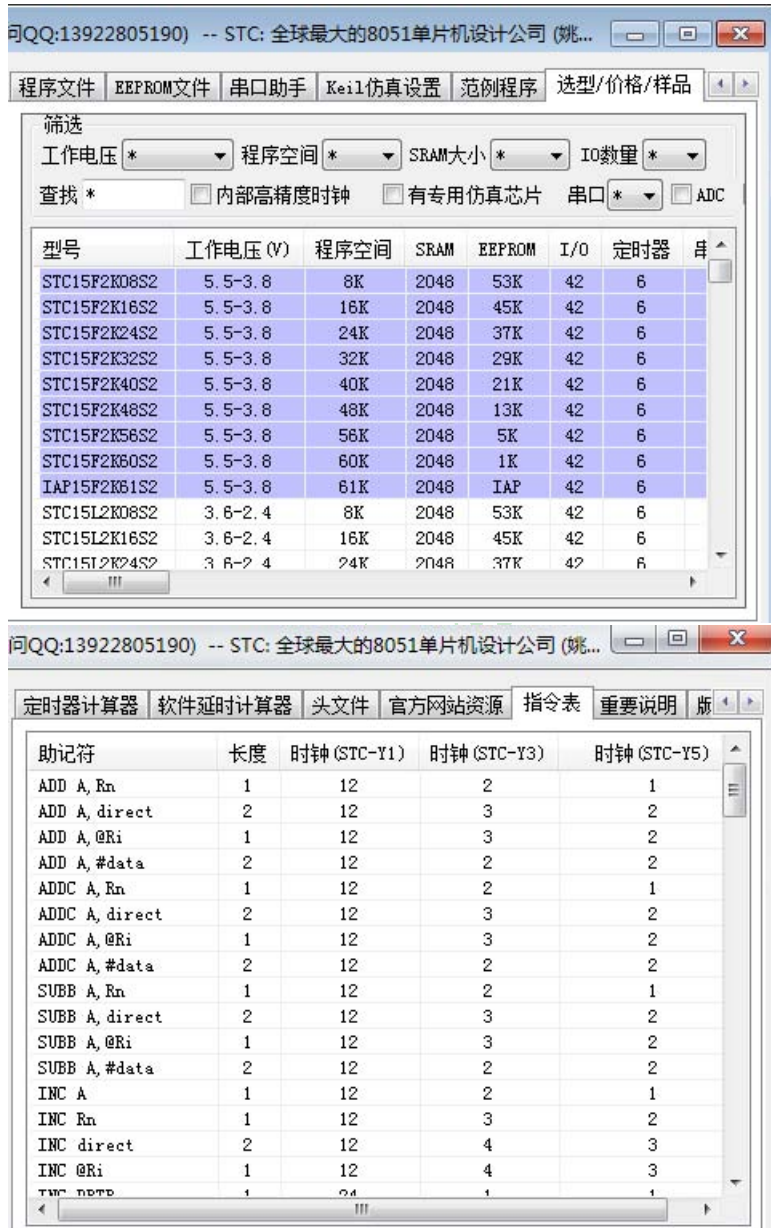 问QQ:13922805190) -- STC: 全球最大的8051单片机设计公司 (姚...
程序文件 EEPROM文件 串口助手 Keil仿真设置 范例程序 选型/价格/样品
筛选
工作电压 * 程序空间 * SRAM大小 * IO数量 *
查找 * 内部高精度时钟 有专用仿真芯片 串口 * ADC
型号 工作电压(V) 程序空间 SRAM EEPROM I/O 定时器 串
STC15F2K08S2 5.5-3.8 8K 2048 53K 42 6
STC15F2K16S2 5.5-3.8 16K 2048 45K 42 6
STC15F2K24S2 5.5-3.8 24K 2048 37K 42 6
STC15F2K32S2 5.5-3.8 32K 2048 29K 42 6
STC15F2K40S2 5.5-3.8 40K 2048 21K 42 6
STC15F2K48S2 5.5-3.8 48K 2048 13K 42 6
STC15F2K56S2 5.5-3.8 56K 2048 5K 42 6
STC15F2K60S2 5.5-3.8 60K 2048 1K 42 6
IAP15F2K61S2 5.5-3.8 61K 2048 IAP 42 6
STC15L2K08S2 3.6-2.4 8K 2048 53K 42 6
STC15L2K16S2 3.6-2.4 16K 2048 45K 42 6
STC15L2K24S2 3.6-2.4 24K 2048 37K 42 6
问QQ:13922805190) -- STC: 全球最大的8051单片机设计公司 (姚...
定时器计算器 软件延时计算器 头文件 官方网站资源 指令表 重要说明 版
助记符 长度 时钟(STC-Y1) 时钟(STC-Y3) 时钟(STC-Y5)
ADD A,Rn 1 12 2 1
ADD A,direct 2 12 3 2
ADD A,@Ri 1 12 3 2
ADD A,#data 2 12 2 2
ADDC A,Rn 1 12 2 1
ADDC A,direct 2 12 3 2
ADDC A,@Ri 1 12 3 2
ADDC A,#data 2 12 2 2
SUBB A,Rn 1 12 2 1
SUBB A,direct 2 12 3 2
SUBB A,@Ri 1 12 3 2
SUBB A,#data 2 12 2 2
INC A 1 12 2 1
INC Rn 1 12 3 2
INC direct 2 12 4 3
INC @Ri 1 12 4 3
INC DPTR 1 24 1 1